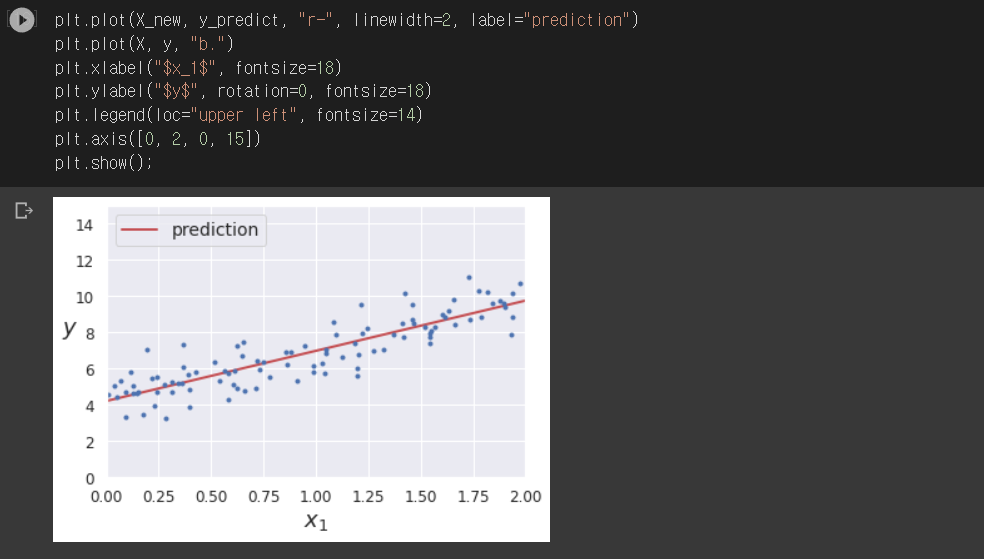 plt.plot(X_new, y_predict, "r-", linewidth=2, label="prediction")
plt.plot(X, y, "b.")
plt.xlabel("$x_1$", fontsize=18)
plt.ylabel("$y$", rotation=0, fontsize=18)
plt.legend(loc="upper left", fontsize=14)
plt.axis([0, 2, 0, 15])
plt.show();
prediction
14
12
10
y
8
6
4
2
0
0.00 0.25 0.50 0.75 1.00 1.25 1.50 1.75 2.00
x₁